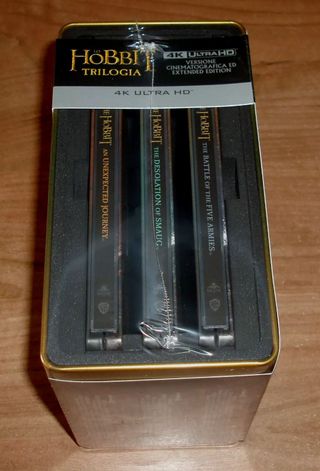 THE
HOBBIT
TRILOGIA
4K ULTRA HD
VERSIONE
CINEMATOGRAFICA ED
EXTENDED EDITION
4K ULTRA HD™
THE HOBBIT AN UNEXPECTED JOURNEY
THE HOBBIT THE DESOLATION OF SMAUG
THE HOBBIT THE BATTLE OF THE FIVE ARMIES